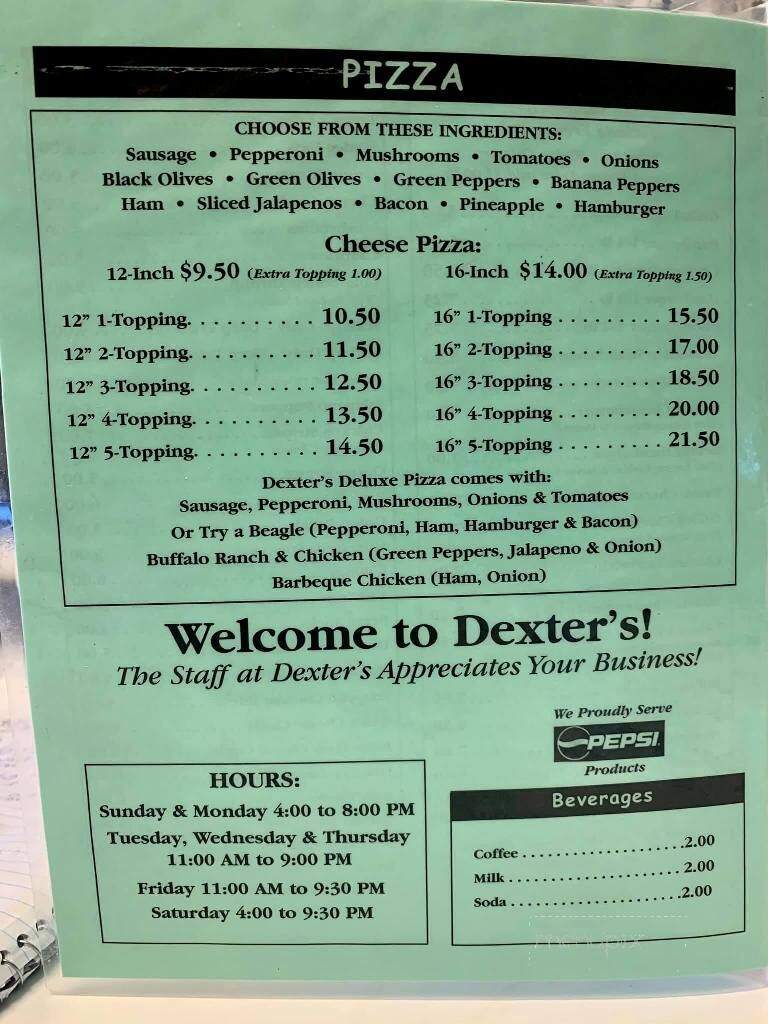 PIZZA
CHOOSE FROM THESE INGREDIENTS:
Sausage • Pepperoni • Mushrooms • Tomatoes • Onions
Black Olives • Green Olives • Green Peppers • Banana Peppers
Ham • Sliced Jalapenos • Bacon • Pineapple • Hamburger
Cheese Pizza:
12-Inch $9.50 (Extra Topping 1.00)
16-Inch $14.00 (Extra Topping 1.50)
12" 1-Topping. . . . . . . . . . 10.50
12" 2-Topping. . . . . . . . . . 11.50
12" 3-Topping. . . . . . . . . . 12.50
12" 4-Topping. . . . . . . . . . 13.50
12" 5-Topping. . . . . . . . . . 14.50
16" 1-Topping . . . . . . . . . 15.50
16" 2-Topping . . . . . . . . . 17.00
16" 3-Topping . . . . . . . . . 18.50
16" 4-Topping . . . . . . . . . 20.00
16" 5-Topping . . . . . . . . . 21.50
Dexter's Deluxe Pizza comes with:
Sausage, Pepperoni, Mushrooms, Onions & Tomatoes
Or Try a Beagle (Pepperoni, Ham, Hamburger & Bacon)
Buffalo Ranch & Chicken (Green Peppers, Jalapeno & Onion)
Barbeque Chicken (Ham, Onion)
Welcome to Dexter's!
The Staff at Dexter's Appreciates Your Business!
HOURS:
Sunday & Monday 4:00 to 8:00 PM
Tuesday, Wednesday & Thursday
11:00 AM to 9:00 PM
Friday 11:00 AM to 9:30 PM
Saturday 4:00 to 9:30 PM
We Proudly Serve
PEPSI
Products
Beverages
Coffee . . . . . . . . . . . . . . . . .2.00
Milk . . . . . . . . . . . . . . . . . . 2.00
Soda . . . . . . . . . . . . . . . . . .2.00
menupix